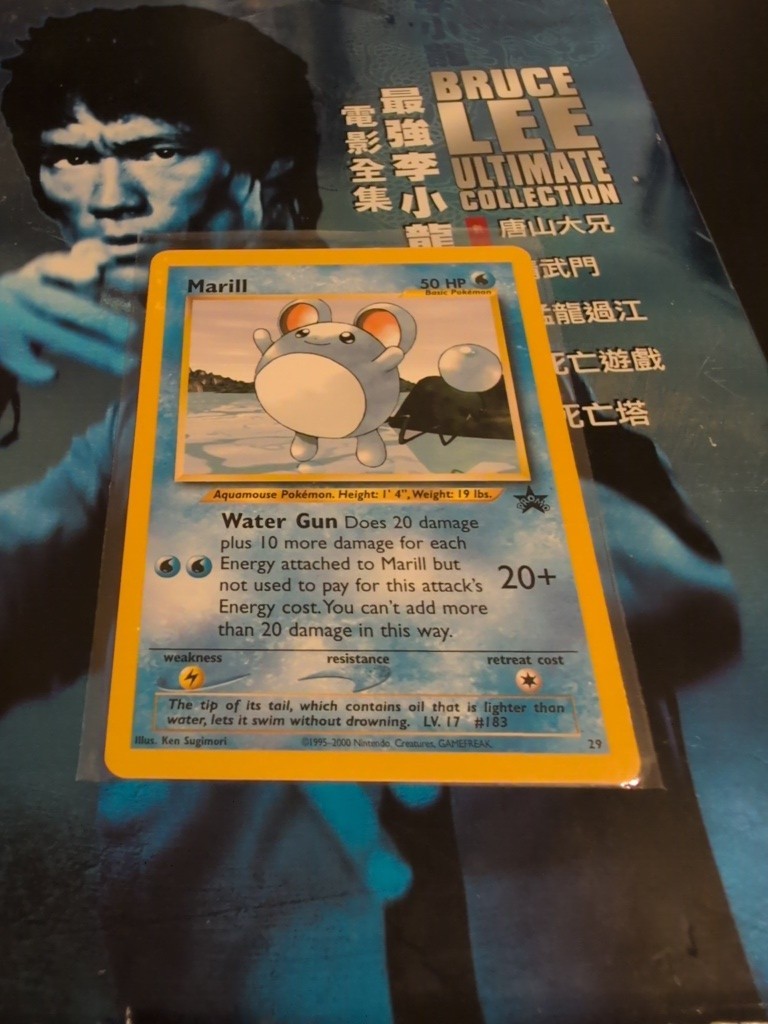 BRUCE
LEE
ULTIMATE
COLLECTION
最強李小龍
電影全集
唐山大兄
武門
龍過江
死亡遊戲
死亡塔
Marill
50 HP
Basic Pokémon
Aquamouse Pokémon. Height: 1' 4", Weight: 19 lbs.
PROMO
Water Gun Does 20 damage
plus 10 more damage for each
Energy attached to Marill but
not used to pay for this attack's
Energy cost. You can't add more
than 20 damage in this way.
20+
weakness
resistance
retreat cost
The tip of its tail, which contains oil that is lighter than
water, lets it swim without drowning. LV. 17 #183
Illus. Ken Sugimori
©1995-2000 Nintendo, Creatures, GAMEFREAK.
29